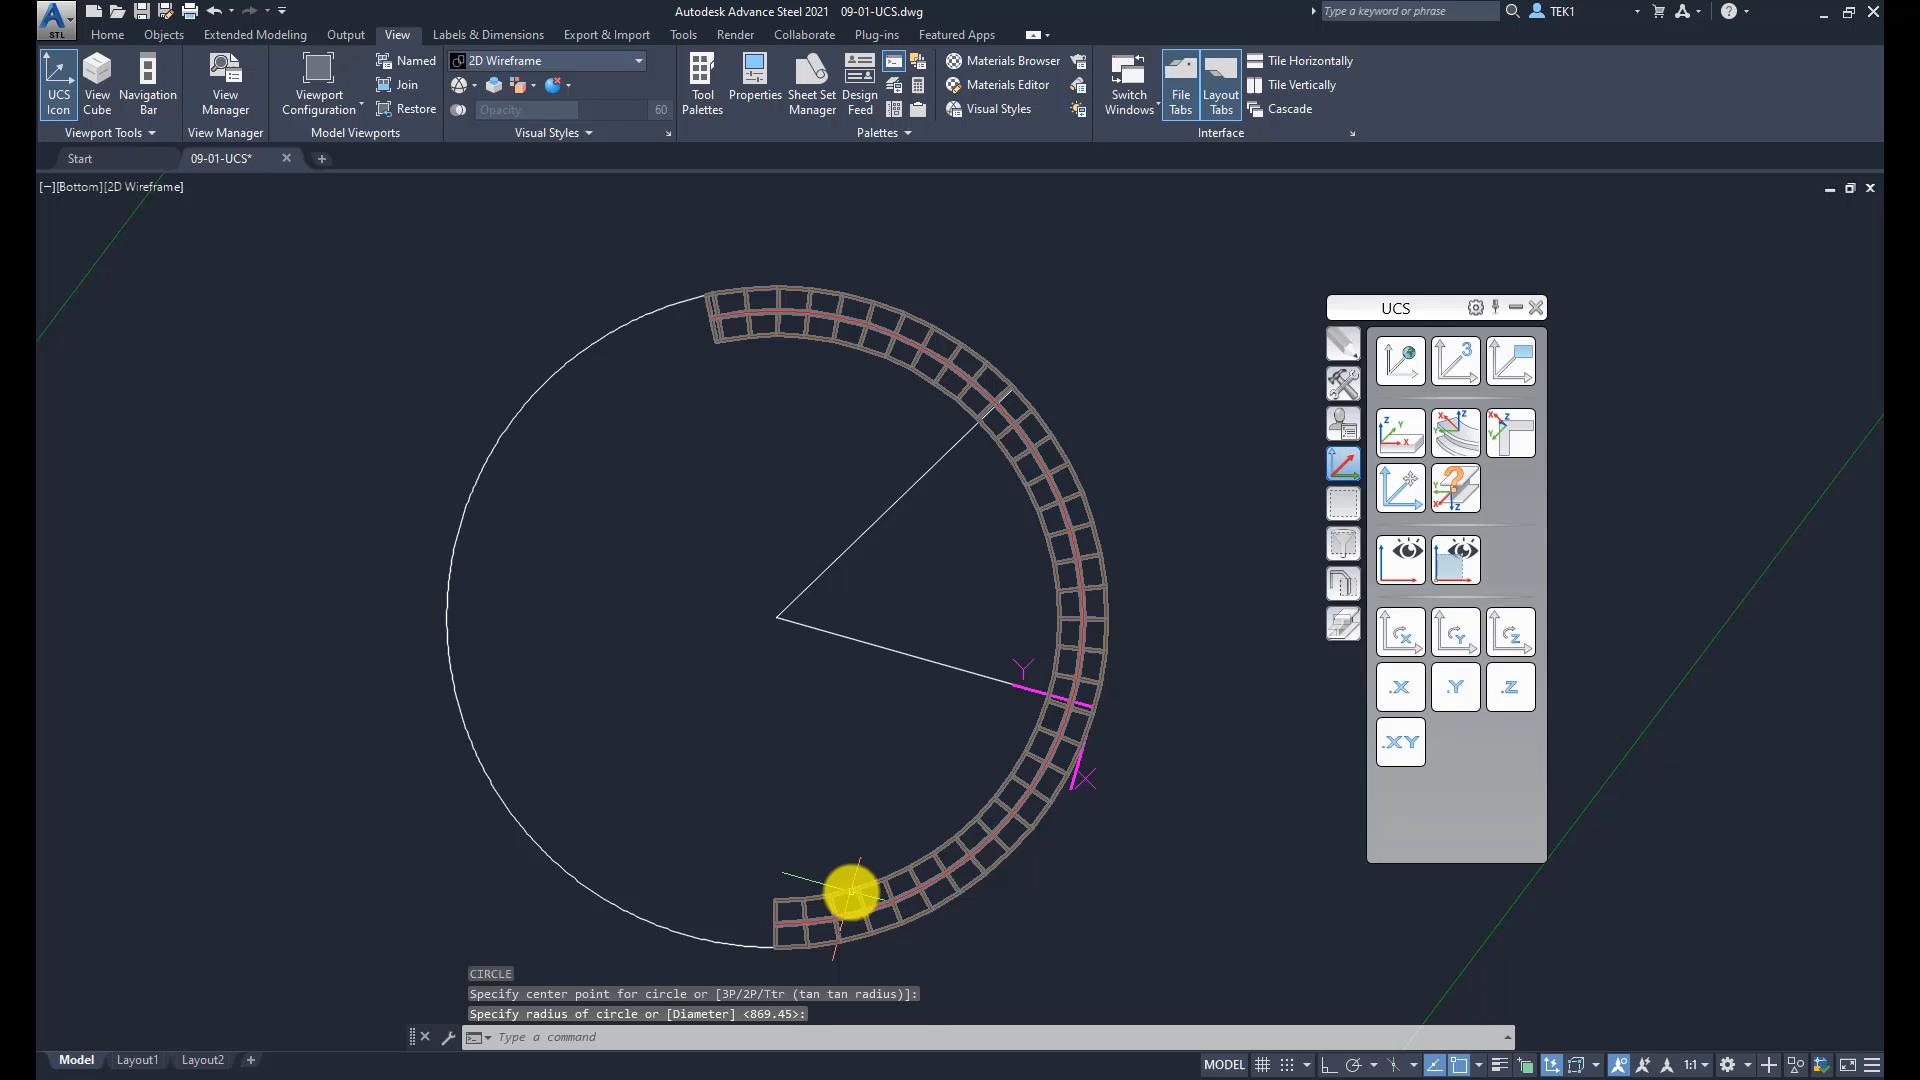 Autodesk Advance Steel 2021 09-01-UCS.dwg
Type a keyword or phrase
TEK1
STL
Home Objects Extended Modeling Output View Labels & Dimensions Export & Import Tools Render Collaborate Plug-ins Featured Apps
UCS Icon
View Cube
Navigation Bar
View Manager
Viewport Configuration
Named
Join
Restore
2D Wireframe
Opacity 60
Tool Palettes
Properties
Sheet Set Manager
Design Feed
Materials Browser
Materials Editor
Visual Styles
Switch Windows
File Tabs
Layout Tabs
Tile Horizontally
Tile Vertically
Cascade
Viewport Tools View Manager Model Viewports Visual Styles Palettes Interface
Start 09-01-UCS*
[−][Bottom][2D Wireframe]
UCS
3
Z Y X
X Z Y
X Z Y
Y X Z
X Y Z
.X .Y .Z
.XY
Y
X
CIRCLE
Specify center point for circle or [3P/2P/Ttr (tan tan radius)]:
Specify radius of circle or [Diameter] <869.45>:
Type a command
Model Layout1 Layout2
MODEL 1:1